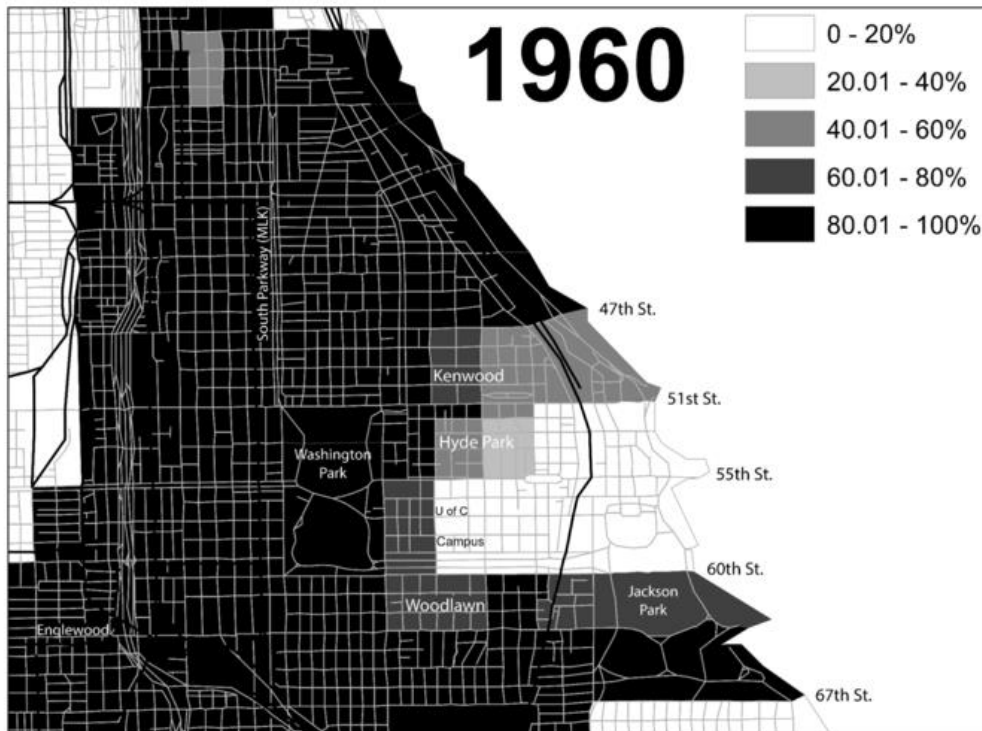 1960
0 - 20%
20.01 - 40%
40.01 - 60%
60.01 - 80%
80.01 - 100%
South Parkway (MLK)
47th St.
Kenwood
51st St.
Hyde Park
Washington
Park
55th St.
U of C
Campus
60th St.
Woodlawn
Jackson
Park
Englewood
67th St.